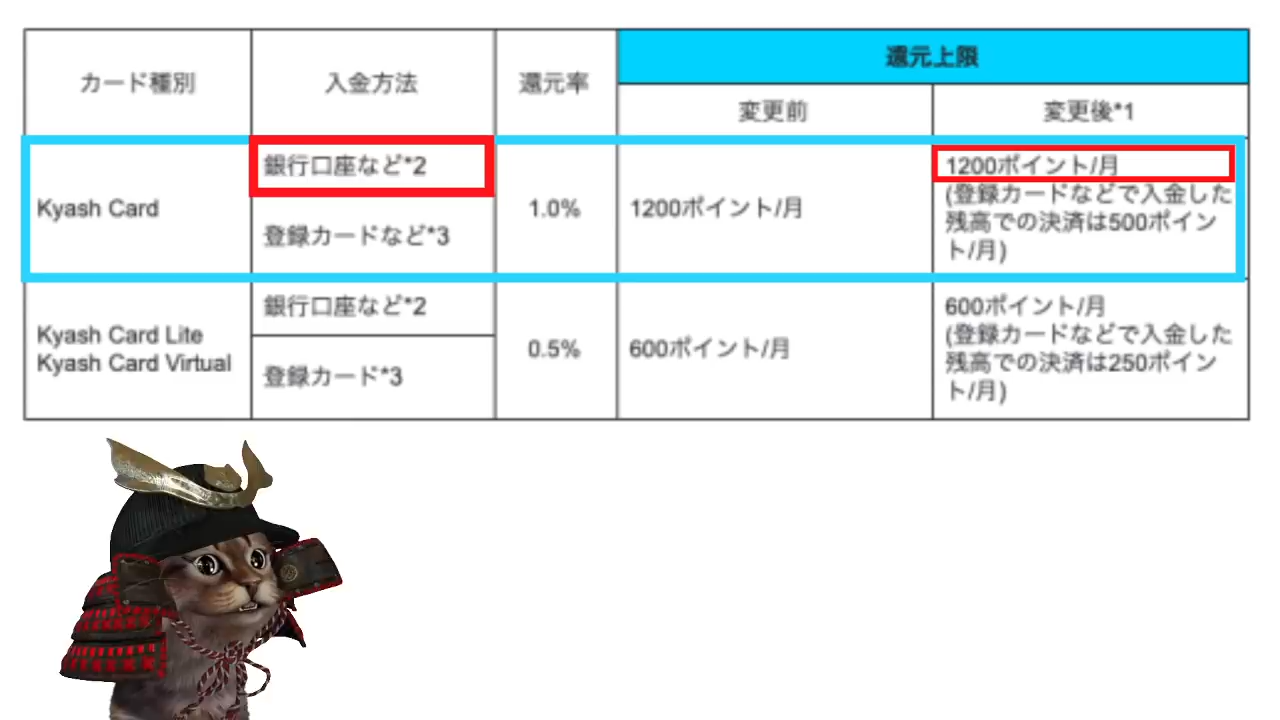 カード種別
入金方法
還元率
還元上限
変更前
変更後*1
Kyash Card
銀行口座など*2
登録カードなど*3
1.0%
1200ポイント/月
1200ポイント/月
(登録カードなどで入金した
残高での決済は500ポイン
ト/月)
Kyash Card Lite
Kyash Card Virtual
銀行口座など*2
登録カード*3
0.5%
600ポイント/月
600ポイント/月
(登録カードなどで入金した
残高での決済は250ポイン
ト/月)